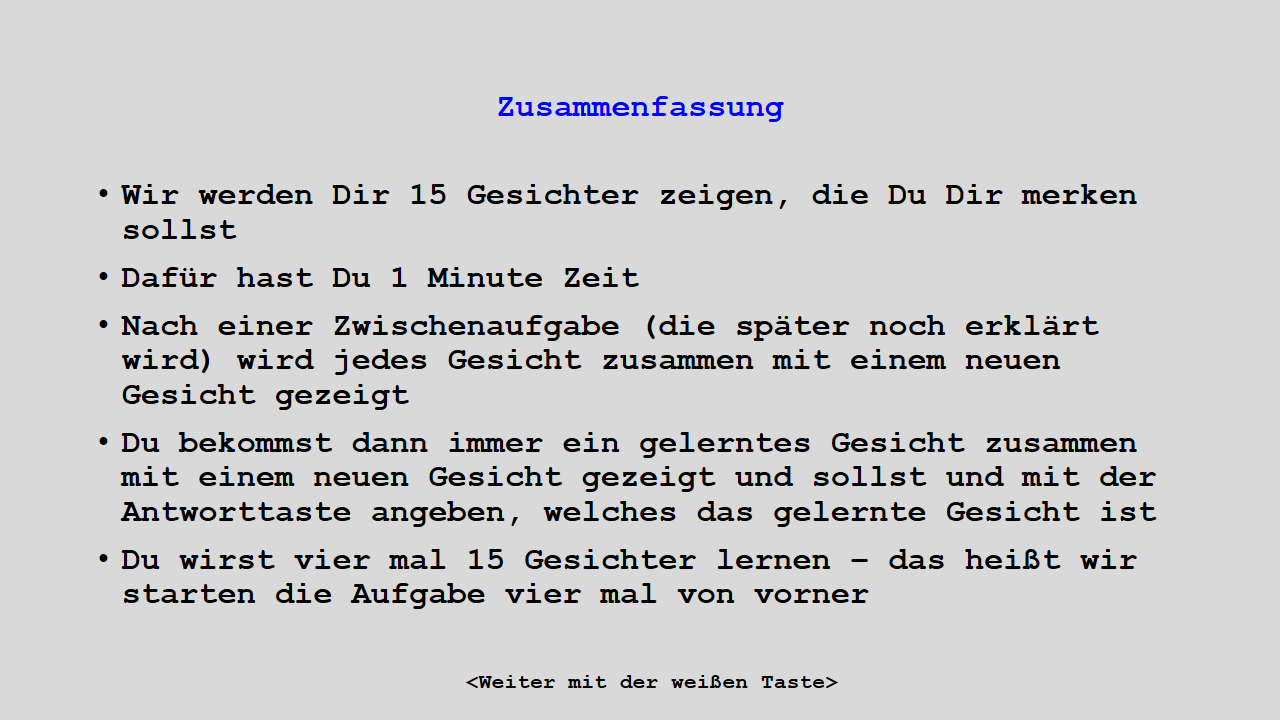 Zusammenfassung
• Wir werden Dir 15 Gesichter zeigen, die Du Dir merken
sollst
• Dafür hast Du 1 Minute Zeit
• Nach einer Zwischenaufgabe (die später noch erklärt
wird) wird jedes Gesicht zusammen mit einem neuen
Gesicht gezeigt
• Du bekommst dann immer ein gelerntes Gesicht zusammen
mit einem neuen Gesicht gezeigt und sollst und mit der
Antworttaste angeben, welches das gelernte Gesicht ist
• Du wirst vier mal 15 Gesichter lernen – das heißt wir
starten die Aufgabe vier mal von vorner
<Weiter mit der weißen Taste>